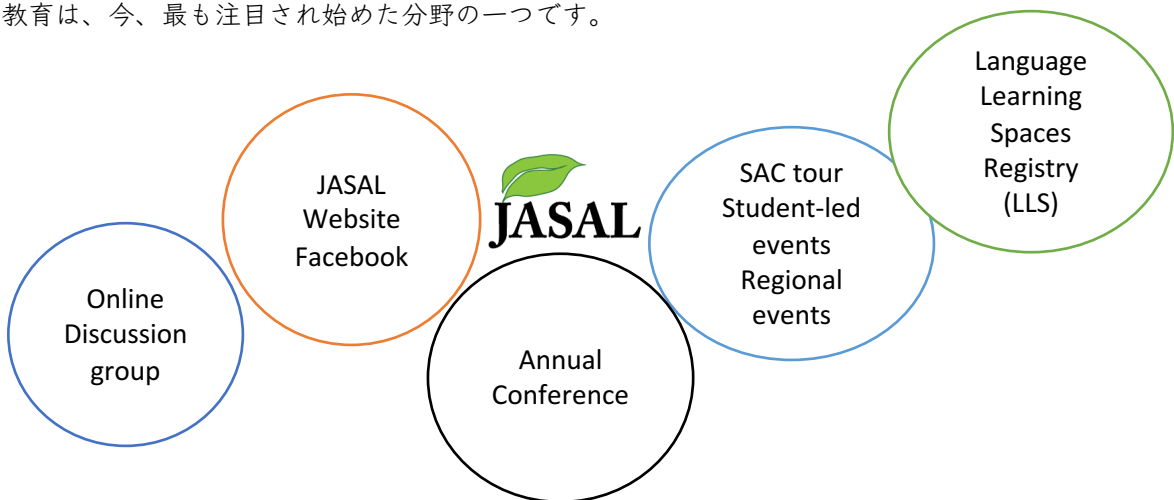 教育は、今、最も注目され始めた分野の一つです。
Online
Discussion
group
JASAL
Website
Facebook
JASAL
Annual
Conference
SAC tour
Student-led
events
Regional
events
Language
Learning
Spaces
Registry
(LLS)